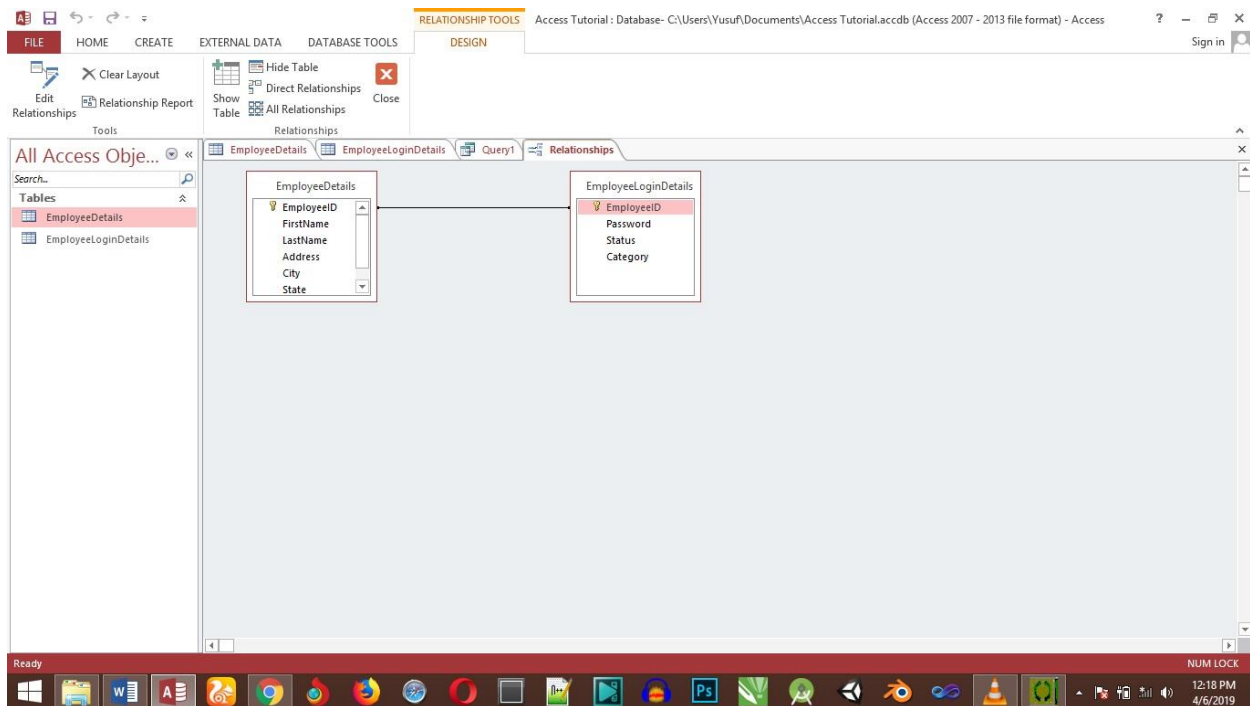 RELATIONSHIP TOOLS Access Tutorial : Database- C:\Users\Yusuf\Documents\Access Tutorial.accdb (Access 2007 - 2013 file format) - Access ?
FILE HOME CREATE EXTERNAL DATA DATABASE TOOLS DESIGN Sign in
Edit Relationships
Clear Layout
Relationship Report
Tools
Show Table
Hide Table
Direct Relationships
All Relationships
Close
Relationships
All Access Obje...
Search...
Tables
EmployeeDetails
EmployeeLoginDetails
EmployeeDetails EmployeeLoginDetails Query1 Relationships
EmployeeDetails
EmployeeID
FirstName
LastName
Address
City
State
EmployeeLoginDetails
EmployeeID
Password
Status
Category
Ready NUM LOCK
Ps
12:18 PM
4/6/2019